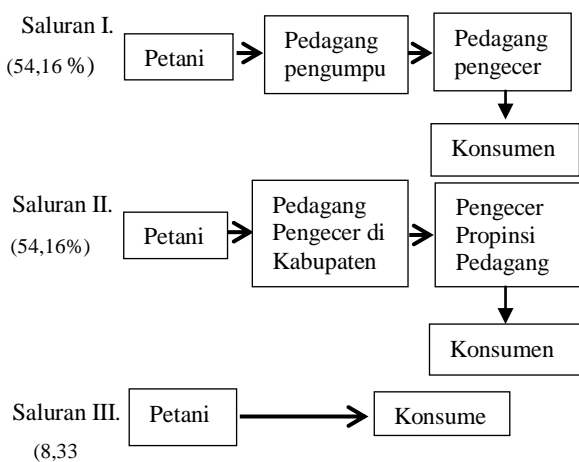 Saluran I.
(54,16 %)
Petani
Pedagang
pengumpu
Pedagang
pengecer
Konsumen
Saluran II.
(54,16%)
Petani
Pedagang
Pengecer di
Kabupaten
Pengecer
Propinsi
Pedagang
Konsumen
Saluran III.
(8,33
Petani
Konsume